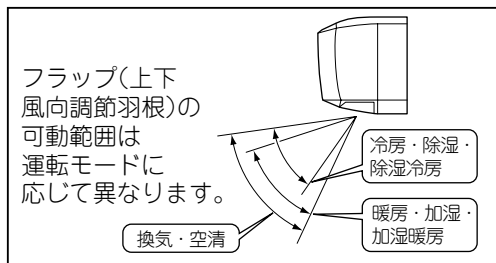 フラップ(上下
風向調節羽根)の
可動範囲は
運転モードに
応じて異なります。
冷房・除湿・
除湿冷房
暖房・加湿・
加湿暖房
換気・空清